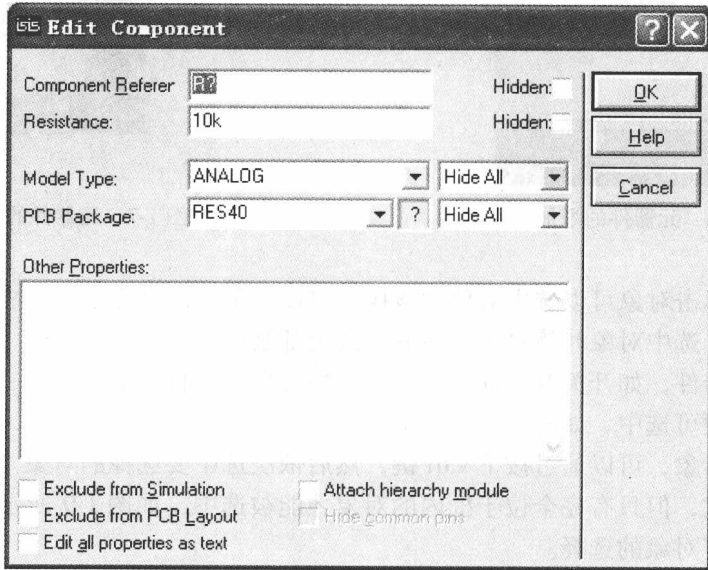 isis Edit Component
Component Referer R? Hidden:
Resistance: 10k Hidden:
Model Type: ANALOG Hide All
PCB Package: RES40 ? Hide All
Other Properties:
Exclude from Simulation Attach hierarchy module
Exclude from PCB Layout Hide common pins
Edit all properties as text
? X
OK
Help
Cancel